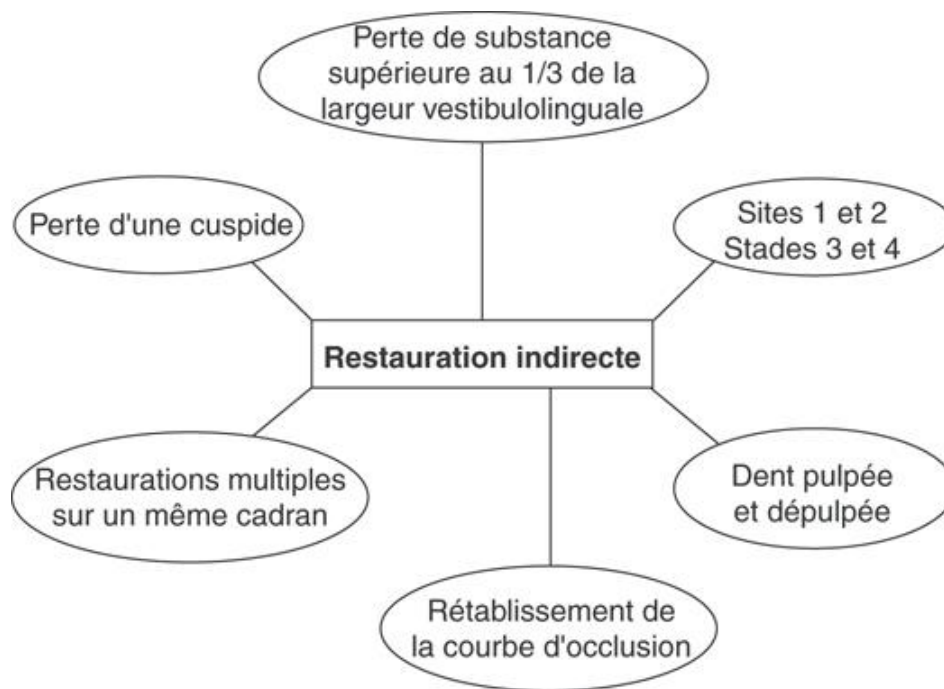 Perte de substance
supérieure au 1/3 de la
largeur vestibulolinguale
Perte d'une cuspide
Sites 1 et 2
Stades 3 et 4
Restauration indirecte
Restaurations multiples
sur un même cadran
Dent pulpée
et dépulpée
Rétablissement de
la courbe d'occlusion